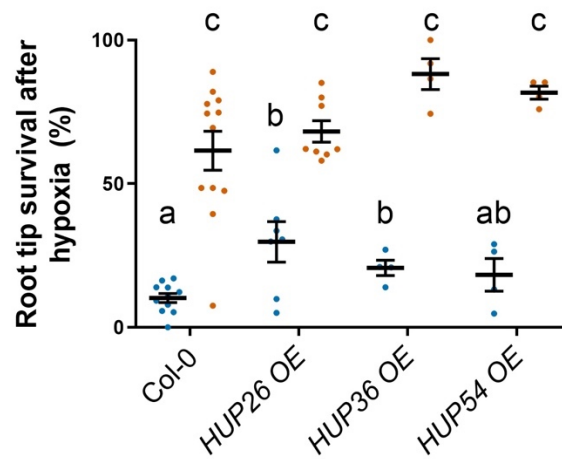 Root tip survival after
hypoxia (%)
100
50
0
a
c
b
c
b
c
ab
c
Col-0
HUP26 OE
HUP36 OE
HUP54 OE